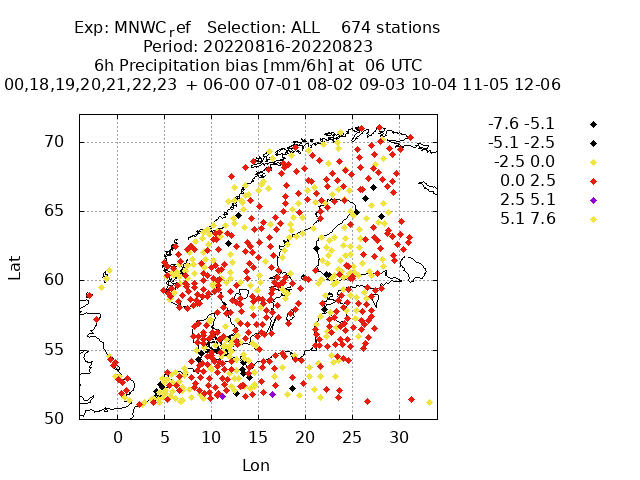 Exp: MNWC_ref   Selection: ALL    674 stations
Period: 20220816-20220823
6h Precipitation bias [mm/6h] at  06 UTC
00,18,19,20,21,22,23  + 06-00 07-01 08-02 09-03 10-04 11-05 12-06
-7.6 -5.1
-5.1 -2.5
-2.5 0.0
0.0 2.5
2.5 5.1
5.1 7.6
Lat
70
65
60
55
50
0 5 10 15 20 25 30
Lon